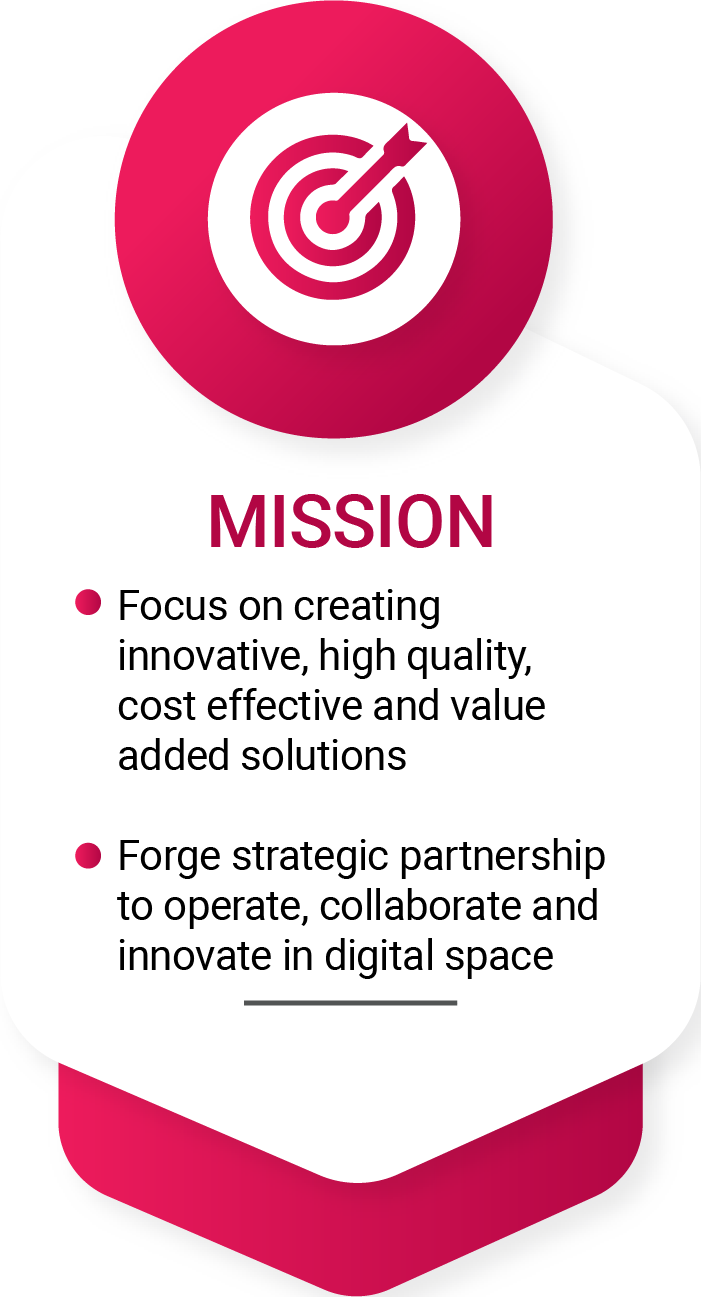 MISSION
Focus on creating
innovative, high quality,
cost effective and value
added solutions
Forge strategic partnership
to operate, collaborate and
innovate in digital space